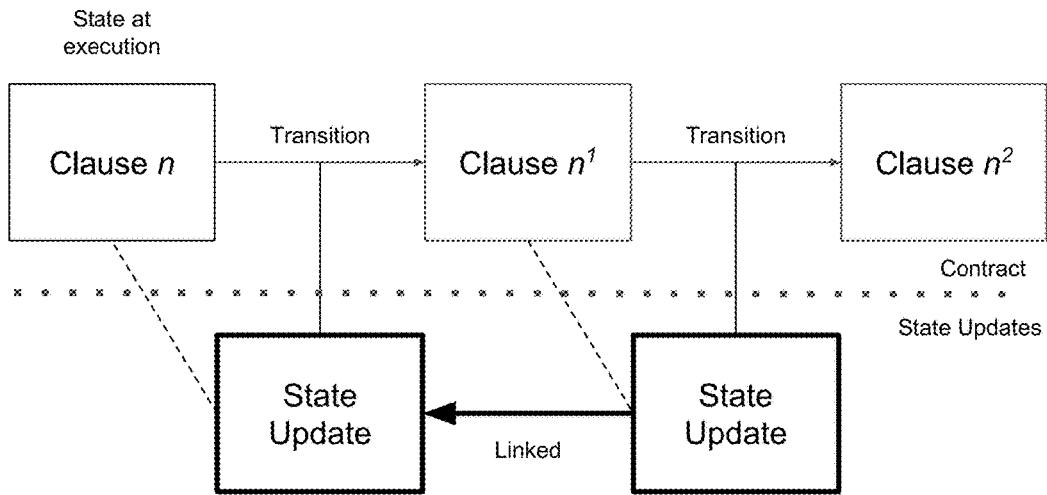 State at
execution
Clause n
Transition
Clause n¹
Transition
Clause n²
Contract
State Updates
State
Update
Linked
State
Update